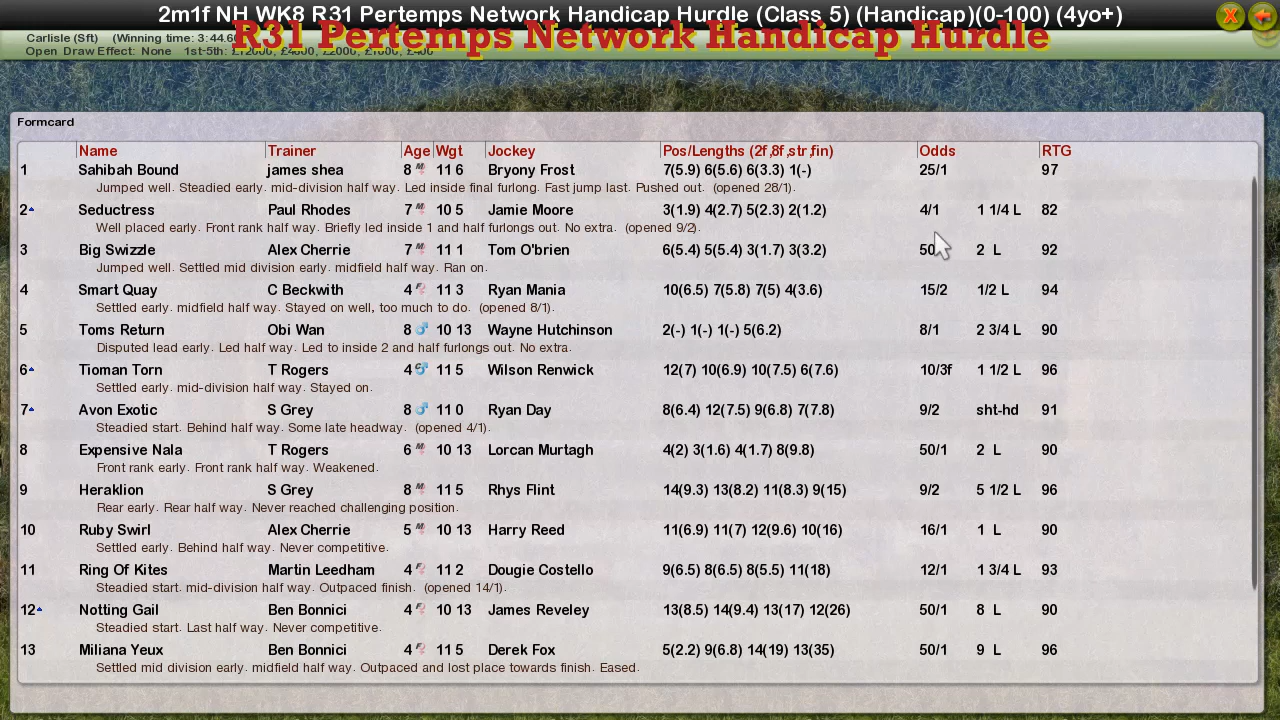 2m1f NH WK8 R31 Pertemps Network Handicap Hurdle (Class 5) (Handicap)(0-100) (4yo+)
R31 Pertemps Network Handicap Hurdle
Carlisle (Sft) (Winning time: 3:44.60
Open Draw Effect: None 1st-5th: £12000, £4000, £2000, £1000, £400
Formcard
Name Trainer Age Wgt Jockey Pos/Lengths (2f,8f,str,fin) Odds RTG
1 Sahibah Bound james shea 8 M 11 6 Bryony Frost 7(5.9) 6(5.6) 6(3.3) 1(-) 25/1 97
Jumped well. Steadied early. mid-division half way. Led inside final furlong. Fast jump last. Pushed out. (opened 28/1).
2 Seductress Paul Rhodes 7 M 10 5 Jamie Moore 3(1.9) 4(2.7) 5(2.3) 2(1.2) 4/1 1 1/4 L 82
Well placed early. Front rank half way. Briefly led inside 1 and half furlongs out. No extra. (opened 9/2).
3 Big Swizzle Alex Cherrie 7 M 11 1 Tom O'brien 6(5.4) 5(5.4) 3(1.7) 3(3.2) 50 2 L 92
Jumped well. Settled mid division early. midfield half way. Ran on.
4 Smart Quay C Beckwith 4 F 11 3 Ryan Mania 10(6.5) 7(5.8) 7(5) 4(3.6) 15/2 1/2 L 94
Settled early. midfield half way. Stayed on well, too much to do. (opened 8/1).
5 Toms Return Obi Wan 8 10 13 Wayne Hutchinson 2(-) 1(-) 1(-) 5(6.2) 8/1 2 3/4 L 90
Disputed lead early. Led half way. Led to inside 2 and half furlongs out. No extra.
6 Tioman Torn T Rogers 4 11 5 Wilson Renwick 12(7) 10(6.9) 10(7.5) 6(7.6) 10/3f 1 1/2 L 96
Settled early. mid-division half way. Stayed on.
7 Avon Exotic S Grey 8 11 0 Ryan Day 8(6.4) 12(7.5) 9(6.8) 7(7.8) 9/2 sht-hd 91
Steadied start. Behind half way. Some late headway. (opened 4/1).
8 Expensive Nala T Rogers 6 M 10 13 Lorcan Murtagh 4(2) 3(1.6) 4(1.7) 8(9.8) 50/1 2 L 90
Front rank early. Front rank half way. Weakened.
9 Heraklion S Grey 8 M 11 5 Rhys Flint 14(9.3) 13(8.2) 11(8.3) 9(15) 9/2 5 1/2 L 96
Rear early. Rear half way. Never reached challenging position.
10 Ruby Swirl Alex Cherrie 5 M 10 13 Harry Reed 11(6.9) 11(7) 12(9.6) 10(16) 16/1 1 L 90
Settled early. Behind half way. Never competitive.
11 Ring Of Kites Martin Leedham 4 F 11 2 Dougie Costello 9(6.5) 8(6.5) 8(5.5) 11(18) 12/1 1 3/4 L 93
Steadied start. mid-division half way. Outpaced finish. (opened 14/1).
12 Notting Gail Ben Bonnici 4 F 10 13 James Reveley 13(8.5) 14(9.4) 13(17) 12(26) 50/1 8 L 90
Steadied start. Last half way. Never competitive.
13 Miliana Yeux Ben Bonnici 4 F 11 5 Derek Fox 5(2.2) 9(6.8) 14(19) 13(35) 50/1 9 L 96
Settled mid division early. midfield half way. Outpaced and lost place towards finish. Eased.